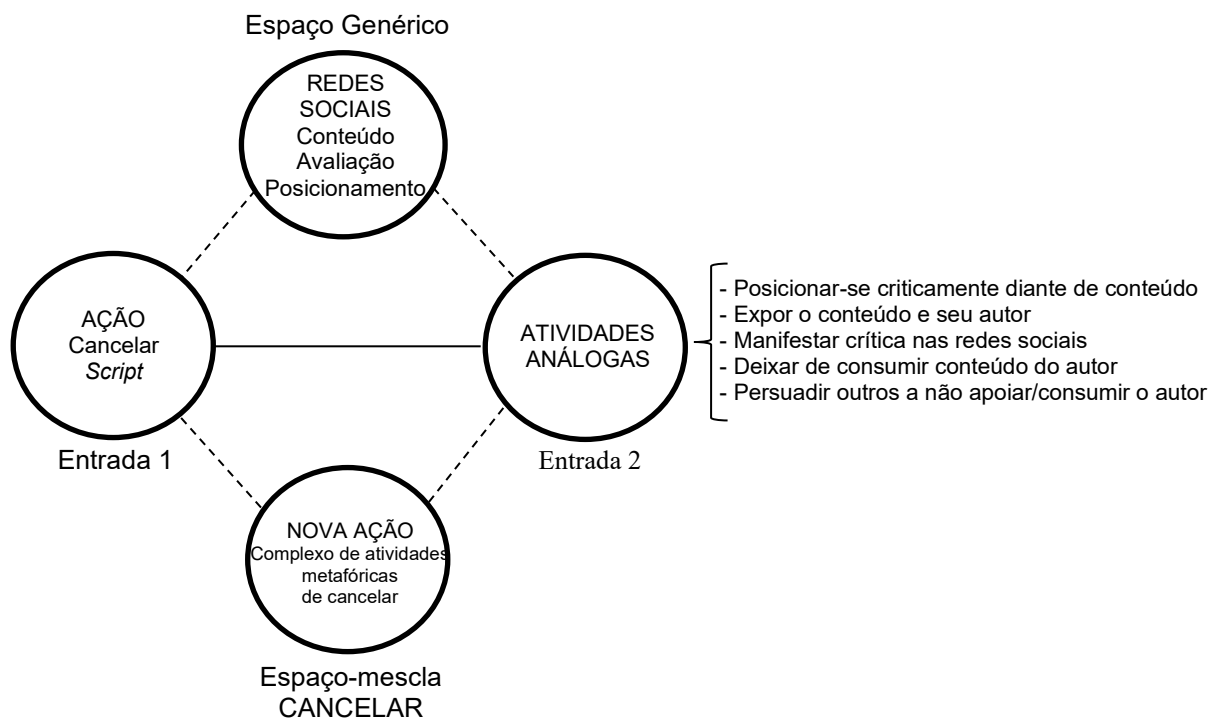 Espaço Genérico
REDES
SOCIAIS
Conteúdo
Avaliação
Posicionamento
AÇÃO
Cancelar
Script
Entrada 1
ATIVIDADES
ANÁLOGAS
Entrada 2
- Posicionar-se criticamente diante de conteúdo
- Expor o conteúdo e seu autor
- Manifestar crítica nas redes sociais
- Deixar de consumir conteúdo do autor
- Persuadir outros a não apoiar/consumir o autor
NOVA AÇÃO
Complexo de atividades
metafóricas
de cancelar
Espaço-mescla
CANCELAR